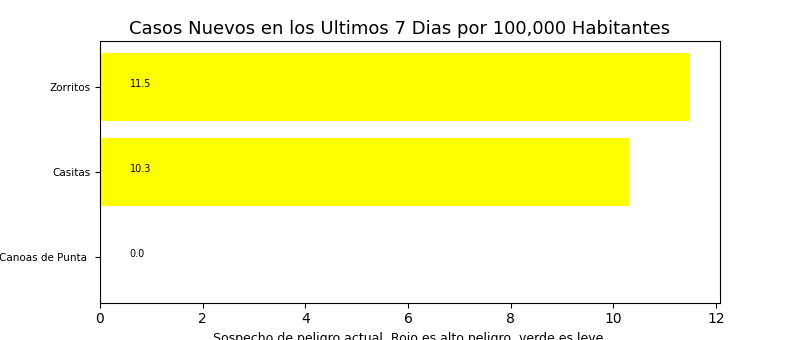 Casos Nuevos en los Ultimos 7 Dias por 100,000 Habitantes
Zorritos
11.5
Casitas
10.3
Canoas de Punta
0.0
0 2 4 6 8 10 12
Sospecho de peligro actual. Rojo es alto peligro, verde es leve